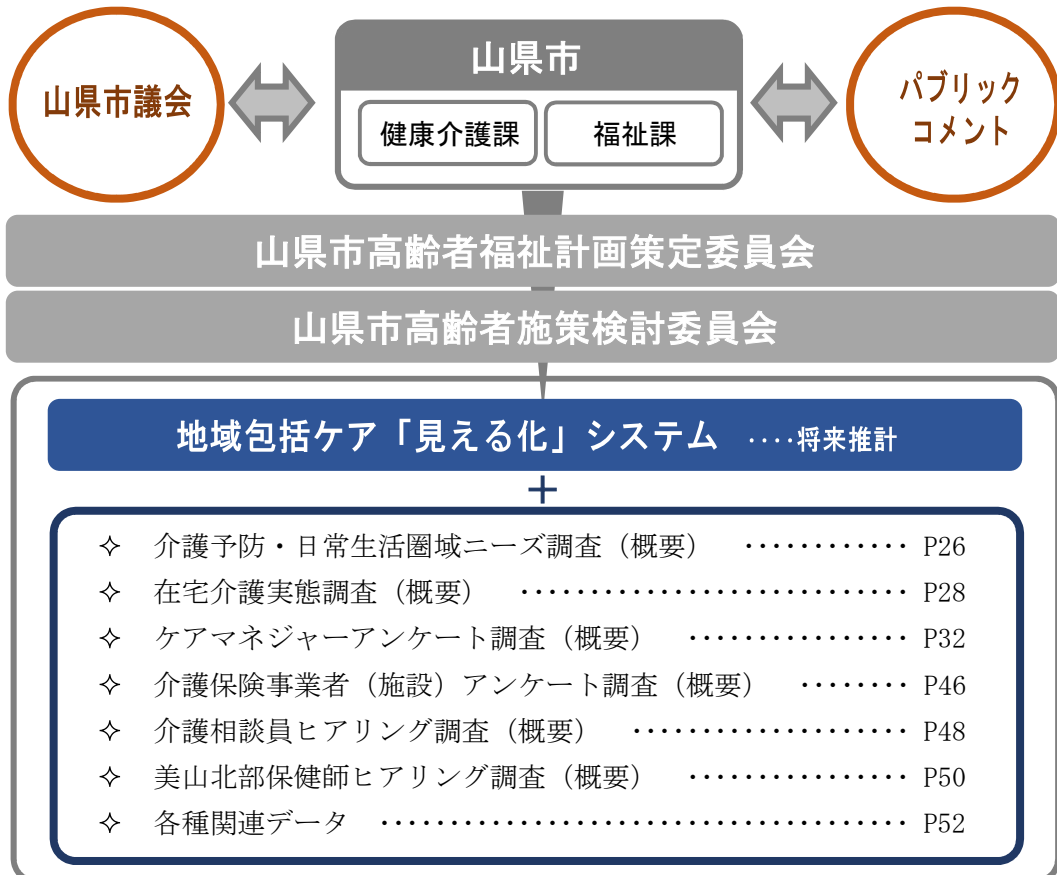 山県市議会
山県市
健康介護課
福祉課
パブリック
コメント
山県市高齢者福祉計画策定委員会
山県市高齢者施策検討委員会
地域包括ケア「見える化」システム ‥‥将来推計
+
✧ 介護予防・日常生活圏域ニーズ調査(概要) ‥‥‥‥‥‥ P26
✧ 在宅介護実態調査(概要) ‥‥‥‥‥‥‥‥‥‥‥‥‥‥ P28
✧ ケアマネジャーアンケート調査(概要) ‥‥‥‥‥‥‥‥ P32
✧ 介護保険事業者(施設)アンケート調査(概要) ‥‥‥‥ P46
✧ 介護相談員ヒアリング調査(概要) ‥‥‥‥‥‥‥‥‥‥ P48
✧ 美山北部保健師ヒアリング調査(概要) ‥‥‥‥‥‥‥‥ P50
✧ 各種関連データ ‥‥‥‥‥‥‥‥‥‥‥‥‥‥‥‥‥‥‥ P52